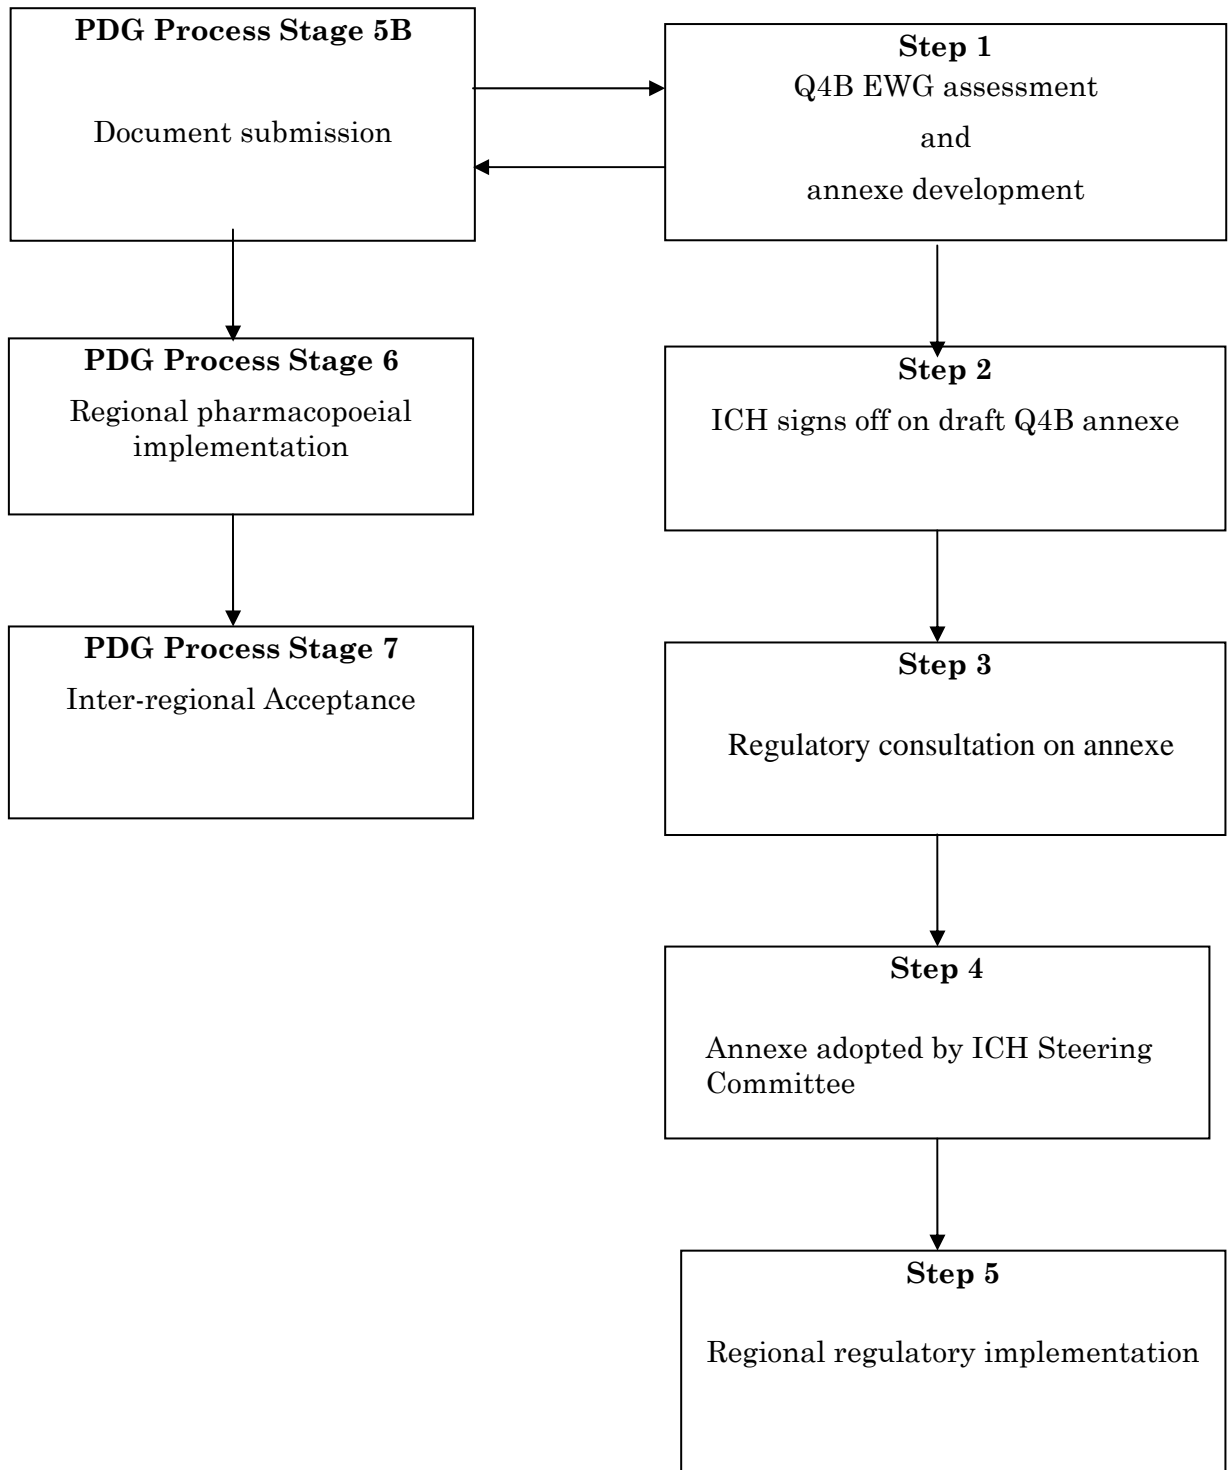 PDG Process Stage 5B
Document submission
Step 1
Q4B EWG assessment
and
annexe development
PDG Process Stage 6
Regional pharmacopoeial
implementation
Step 2
ICH signs off on draft Q4B annexe
PDG Process Stage 7
Inter-regional Acceptance
Step 3
Regulatory consultation on annexe
Step 4
Annexe adopted by ICH Steering
Committee
Step 5
Regional regulatory implementation